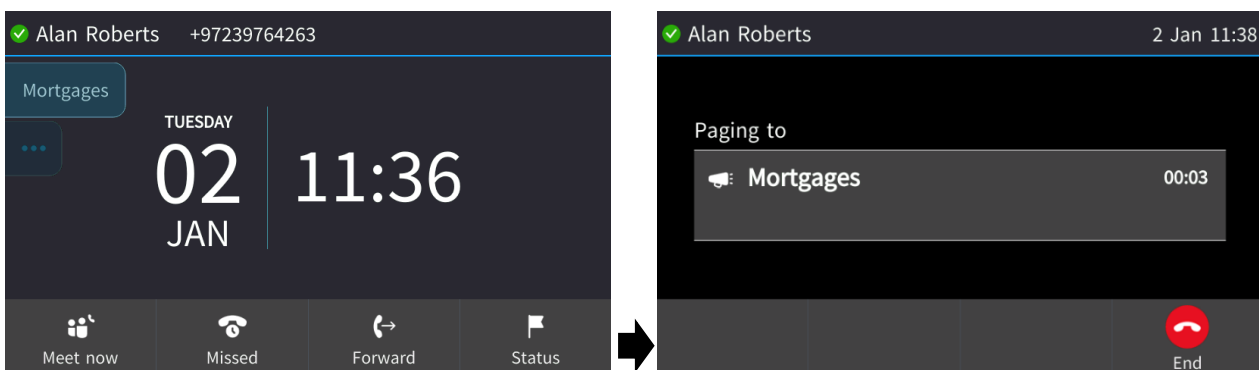 Alan Roberts +97239764263
Mortgages
...
TUESDAY
02
JAN
11:36
Meet now Missed Forward Status
Alan Roberts 2 Jan 11:38
Paging to
Mortgages 00:03
End